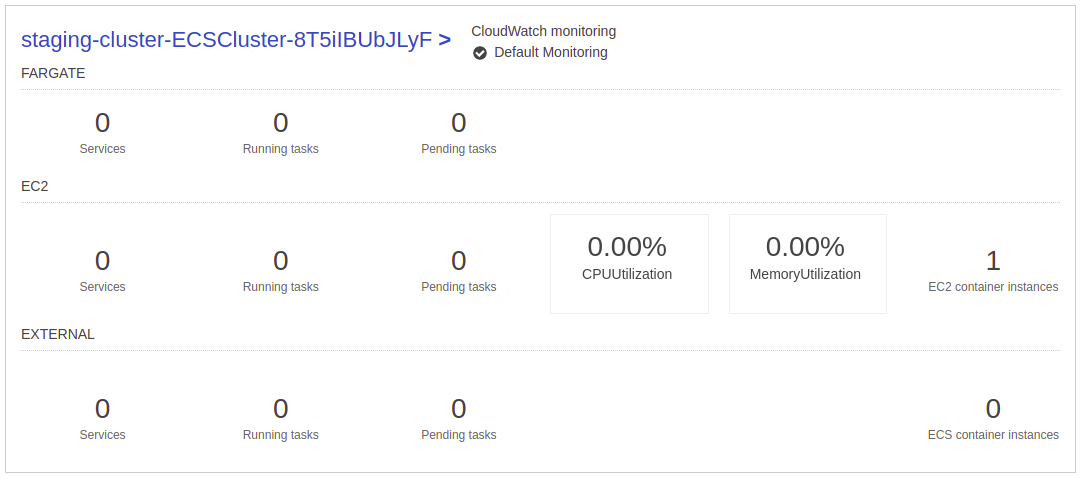 staging-cluster-ECSCluster-8T5iIIBUbJLyF >
CloudWatch monitoring
Default Monitoring
FARGATE
0 0 0
Services Running tasks Pending tasks
EC2
0 0 0 0.00% 0.00% 1
Services Running tasks Pending tasks CPUUtilization MemoryUtilization EC2 container instances
EXTERNAL
0 0 0 0
Services Running tasks Pending tasks ECS container instances